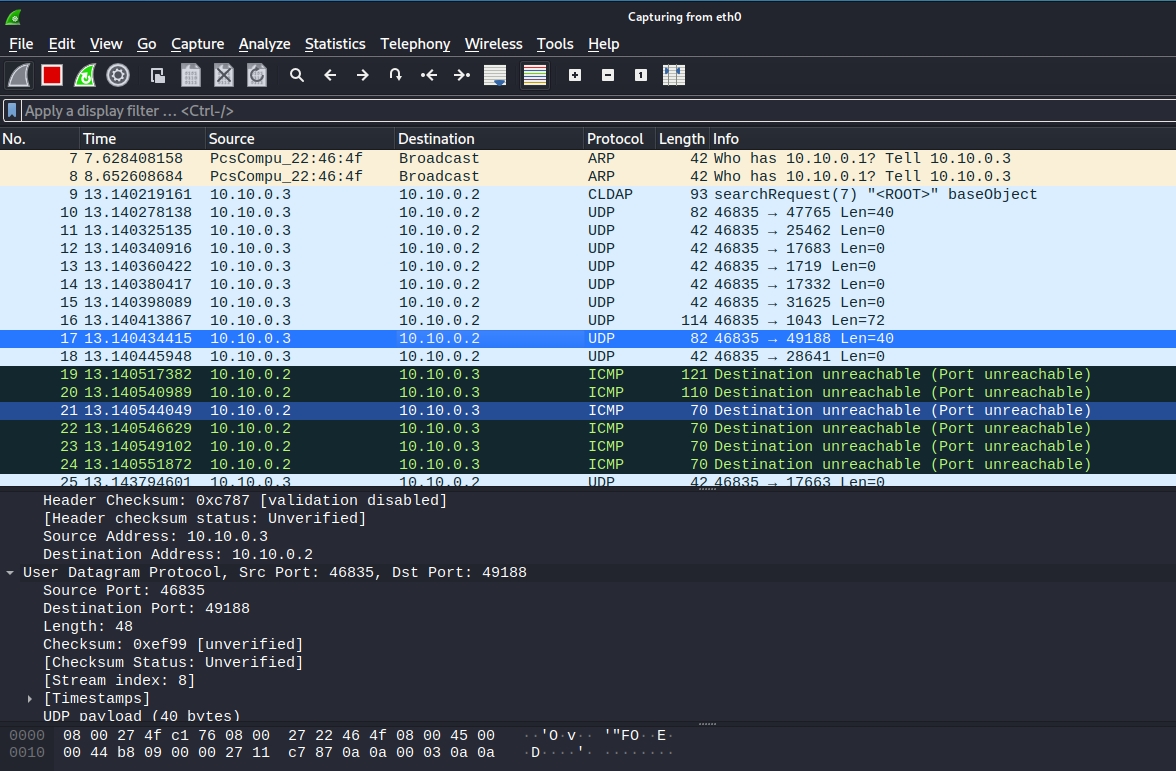 Capturing from eth0
File Edit View Go Capture Analyze Statistics Telephony Wireless Tools Help
Apply a display filter … <Ctrl-/>
No. Time Source Destination Protocol Length Info
7 7.628408158 PcsCompu_22:46:4f Broadcast ARP 42 Who has 10.10.0.1? Tell 10.10.0.3
8 8.652608684 PcsCompu_22:46:4f Broadcast ARP 42 Who has 10.10.0.1? Tell 10.10.0.3
9 13.140219161 10.10.0.3 10.10.0.2 CLDAP 93 searchRequest(7) "<ROOT>" baseObject
10 13.140278138 10.10.0.3 10.10.0.2 UDP 82 46835 → 47765 Len=40
11 13.140325135 10.10.0.3 10.10.0.2 UDP 42 46835 → 25462 Len=0
12 13.140340916 10.10.0.3 10.10.0.2 UDP 42 46835 → 17683 Len=0
13 13.140360422 10.10.0.3 10.10.0.2 UDP 42 46835 → 1719 Len=0
14 13.140380417 10.10.0.3 10.10.0.2 UDP 42 46835 → 17332 Len=0
15 13.140398089 10.10.0.3 10.10.0.2 UDP 42 46835 → 31625 Len=0
16 13.140413867 10.10.0.3 10.10.0.2 UDP 114 46835 → 1043 Len=72
17 13.140434415 10.10.0.3 10.10.0.2 UDP 82 46835 → 49188 Len=40
18 13.140445948 10.10.0.3 10.10.0.2 UDP 42 46835 → 28641 Len=0
19 13.140517382 10.10.0.2 10.10.0.3 ICMP 121 Destination unreachable (Port unreachable)
20 13.140540989 10.10.0.2 10.10.0.3 ICMP 110 Destination unreachable (Port unreachable)
21 13.140544049 10.10.0.2 10.10.0.3 ICMP 70 Destination unreachable (Port unreachable)
22 13.140546629 10.10.0.2 10.10.0.3 ICMP 70 Destination unreachable (Port unreachable)
23 13.140549102 10.10.0.2 10.10.0.3 ICMP 70 Destination unreachable (Port unreachable)
24 13.140551872 10.10.0.2 10.10.0.3 ICMP 70 Destination unreachable (Port unreachable)
25 13.143794601 10.10.0.3 10.10.0.2 UDP 42 46835 → 17663 Len=0
Header Checksum: 0xc787 [validation disabled]
[Header checksum status: Unverified]
Source Address: 10.10.0.3
Destination Address: 10.10.0.2
User Datagram Protocol, Src Port: 46835, Dst Port: 49188
Source Port: 46835
Destination Port: 49188
Length: 48
Checksum: 0xef99 [unverified]
[Checksum Status: Unverified]
[Stream index: 8]
[Timestamps]
UDP payload (40 bytes)
0000 08 00 27 4f c1 76 08 00 27 22 46 4f 08 00 45 00 ··'O·v·· '"FO··E·
0010 00 44 b8 09 00 00 27 11 c7 87 0a 0a 00 03 0a 0a ·D····'· ········